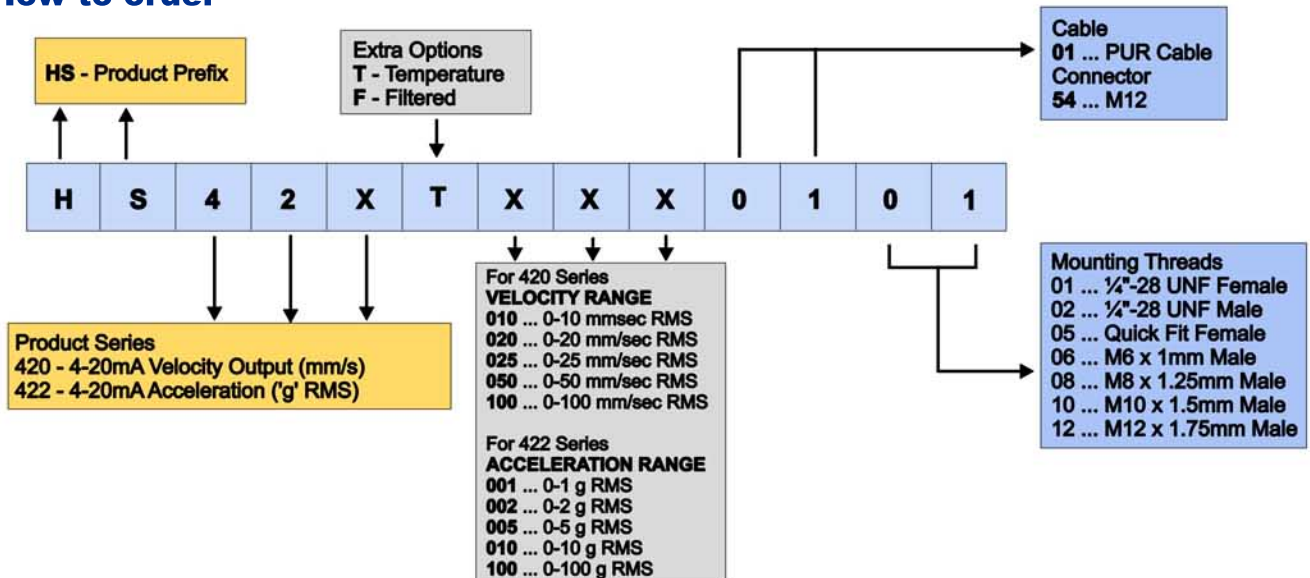 How to order
HS - Product Prefix
Extra Options
T - Temperature
F - Filtered
Cable
01 ... PUR Cable
Connector
54 ... M12
H S 4 2 X T X X X 0 1 0 1
Product Series
420 - 4-20mA Velocity Output (mm/s)
422 - 4-20mA Acceleration ('g' RMS)
For 420 Series
VELOCITY RANGE
010 ... 0-10 mmsec RMS
020 ... 0-20 mm/sec RMS
025 ... 0-25 mm/sec RMS
050 ... 0-50 mm/sec RMS
100 ... 0-100 mm/sec RMS
For 422 Series
ACCELERATION RANGE
001 ... 0-1 g RMS
002 ... 0-2 g RMS
005 ... 0-5 g RMS
010 ... 0-10 g RMS
100 ... 0-100 g RMS
Mounting Threads
01 ... ¼"-28 UNF Female
02 ... ¼"-28 UNF Male
05 ... Quick Fit Female
06 ... M6 x 1mm Male
08 ... M8 x 1.25mm Male
10 ... M10 x 1.5mm Male
12 ... M12 x 1.75mm Male